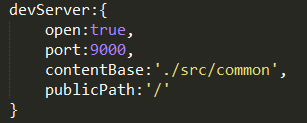 devServer:{
    open:true,
    port:9000,
    contentBase:'./src/common',
    publicPath:'/'
}